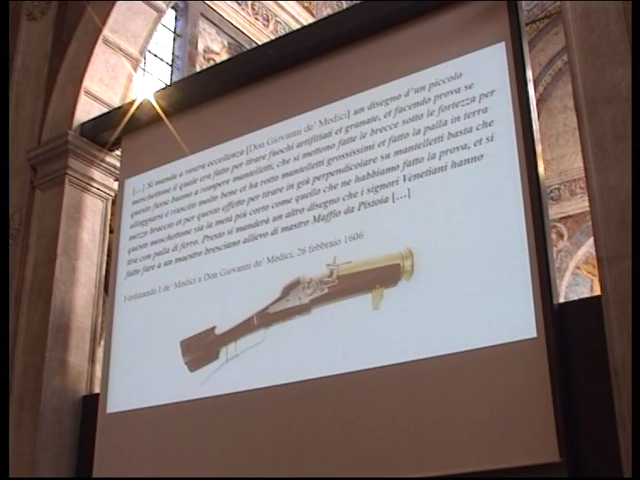 […] Si manda a vostra eccellenza [Don Giovanni de' Medici] un disegno d'un piccolo
moschettone il quale era fatto per tirare fuochi artifiziati et granate, et facendo prova se
questo fusse buono a rompere mantelletti, che si mettono fatte le brecce sotto le fortezza per
alloggiarsi è riuscito molto bene et ha rotto mantelletti grossissimi et fatto la palla in terra
mezzo braccio et per questo effetto per tirare in giù perpendicolare su mantelletti basta che
questo moschettone sia la metà più corto come quello che ne habbiamo fatto la prova, et si
tira con palla di ferro. Presto si manderà un altro disegno che i signori Venetiani hanno
fatto fare a un maestro bresciano allievo di mastro Maffio da Pistoia […]
Ferdinando I de' Medici a Don Giovanni de' Medici, 26 febbraio 1606